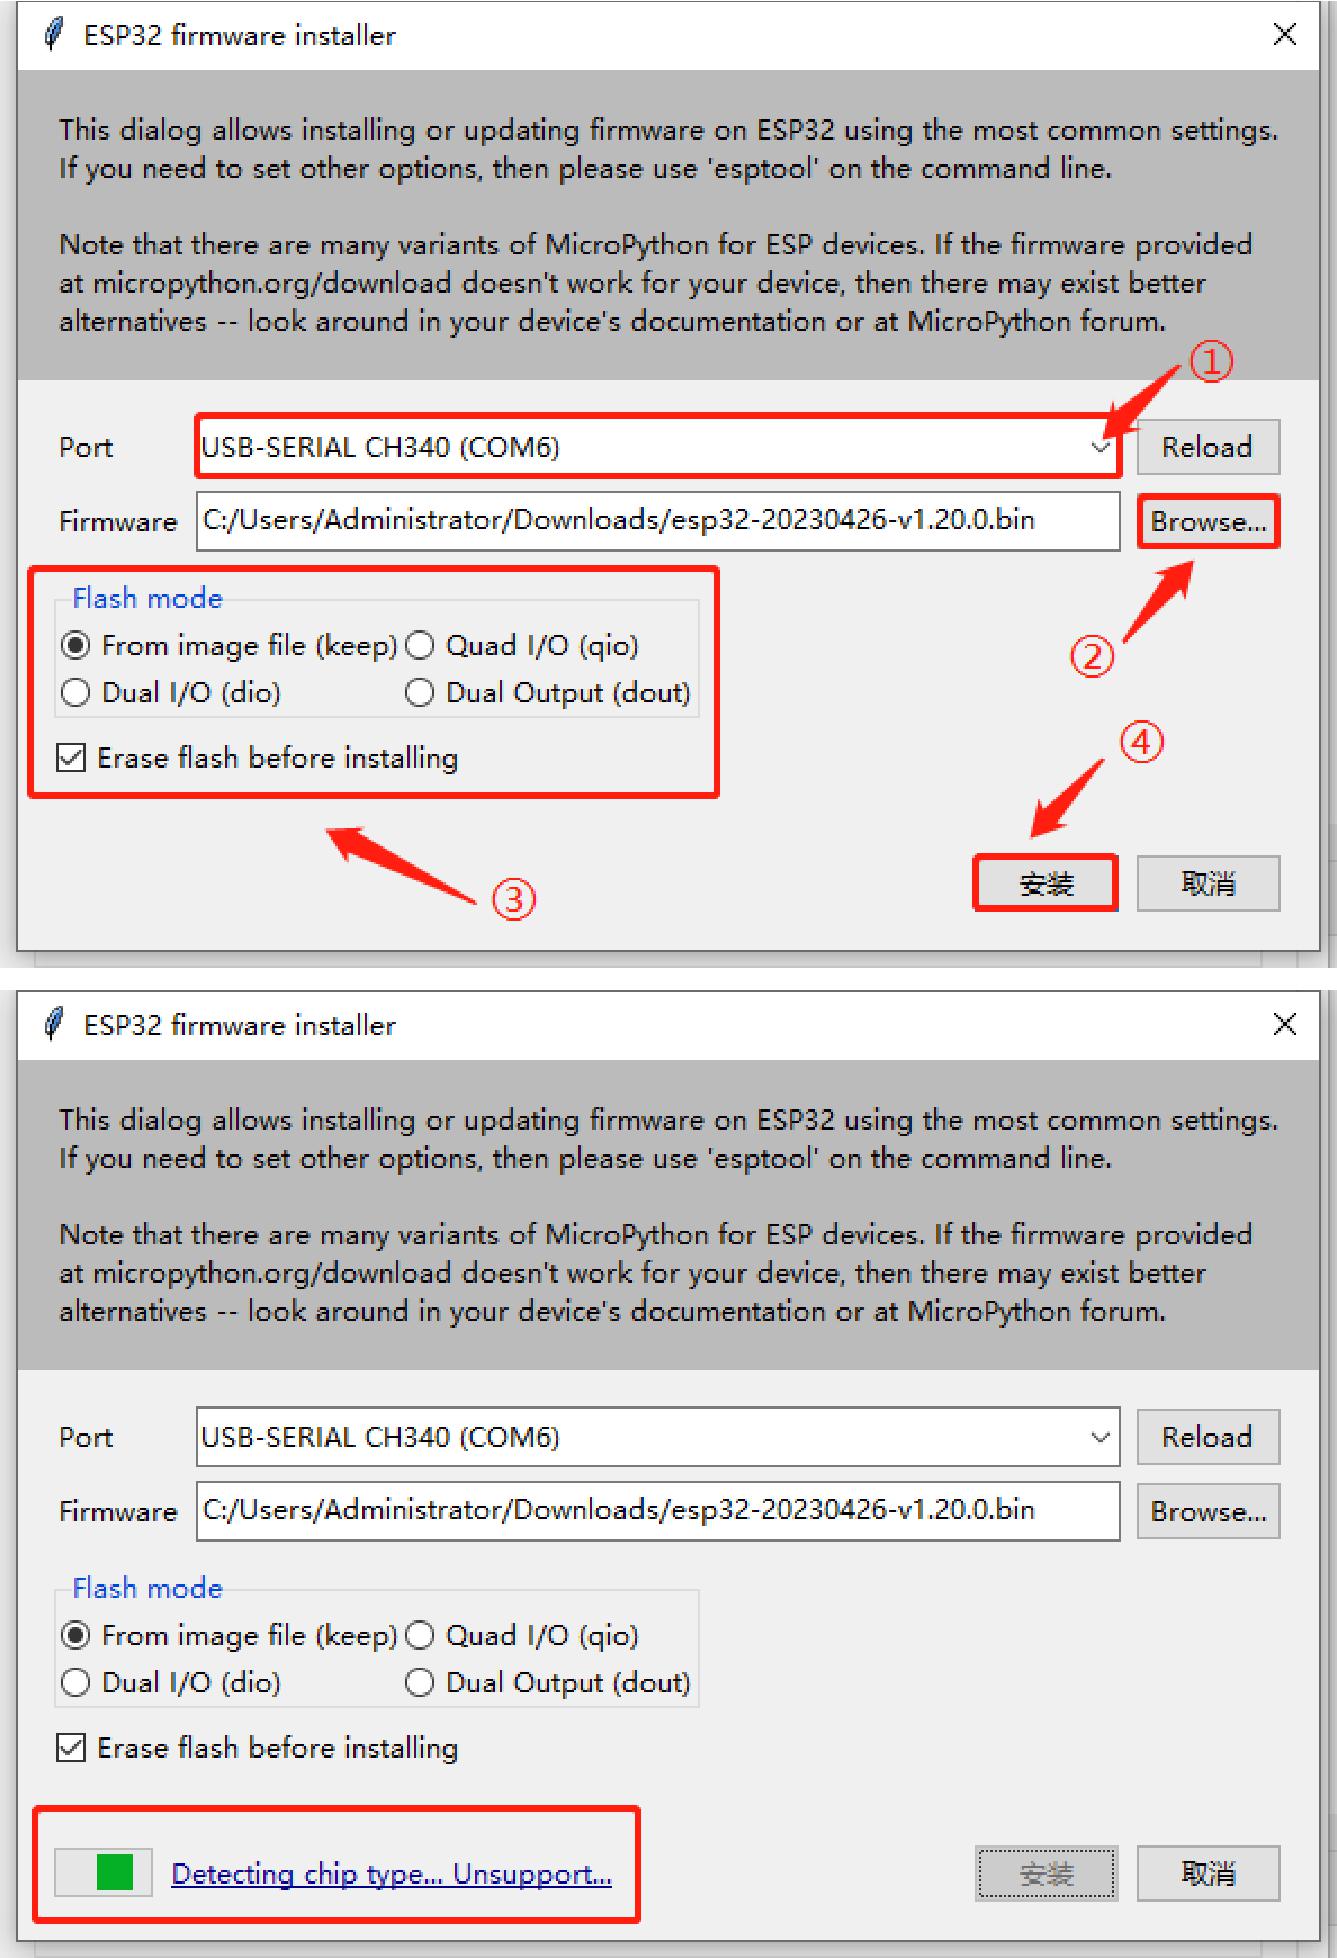 ESP32 firmware installer
This dialog allows installing or updating firmware on ESP32 using the most common settings.
If you need to set other options, then please use 'esptool' on the command line.
Note that there are many variants of MicroPython for ESP devices. If the firmware provided
at micropython.org/download doesn't work for your device, then there may exist better
alternatives -- look around in your device's documentation or at MicroPython forum.
①
Port USB-SERIAL CH340 (COM6) Reload
Firmware C:/Users/Administrator/Downloads/esp32-20230426-v1.20.0.bin Browse...
Flash mode
From image file (keep) Quad I/O (qio)
②
Dual I/O (dio) Dual Output (dout)
④
Erase flash before installing
安装 取消
③
ESP32 firmware installer
This dialog allows installing or updating firmware on ESP32 using the most common settings.
If you need to set other options, then please use 'esptool' on the command line.
Note that there are many variants of MicroPython for ESP devices. If the firmware provided
at micropython.org/download doesn't work for your device, then there may exist better
alternatives -- look around in your device's documentation or at MicroPython forum.
Port USB-SERIAL CH340 (COM6) Reload
Firmware C:/Users/Administrator/Downloads/esp32-20230426-v1.20.0.bin Browse...
Flash mode
From image file (keep) Quad I/O (qio)
Dual I/O (dio) Dual Output (dout)
Erase flash before installing
Detecting chip type... Unsupport... 安装 取消